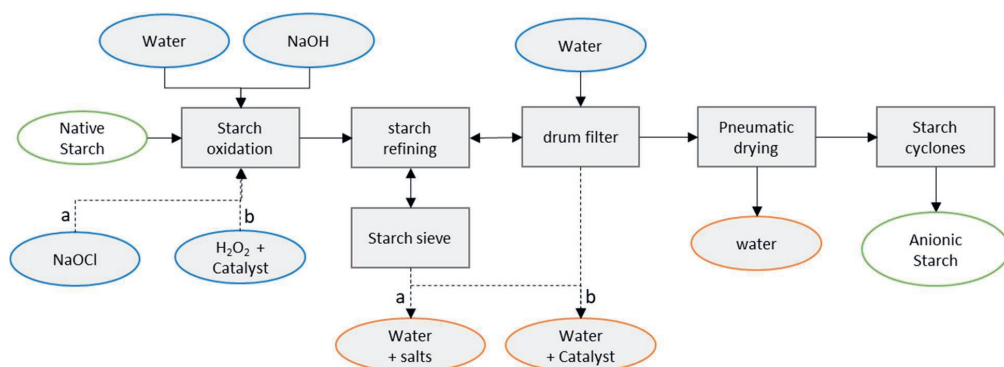 Water
NaOH
Water
Native
Starch
Starch
oxidation
starch
refining
drum filter
Pneumatic
drying
Starch
cyclones
a
b
NaOCl
H₂O₂ +
Catalyst
Starch sieve
water
Anionic
Starch
a
b
Water
+ salts
Water
+ Catalyst